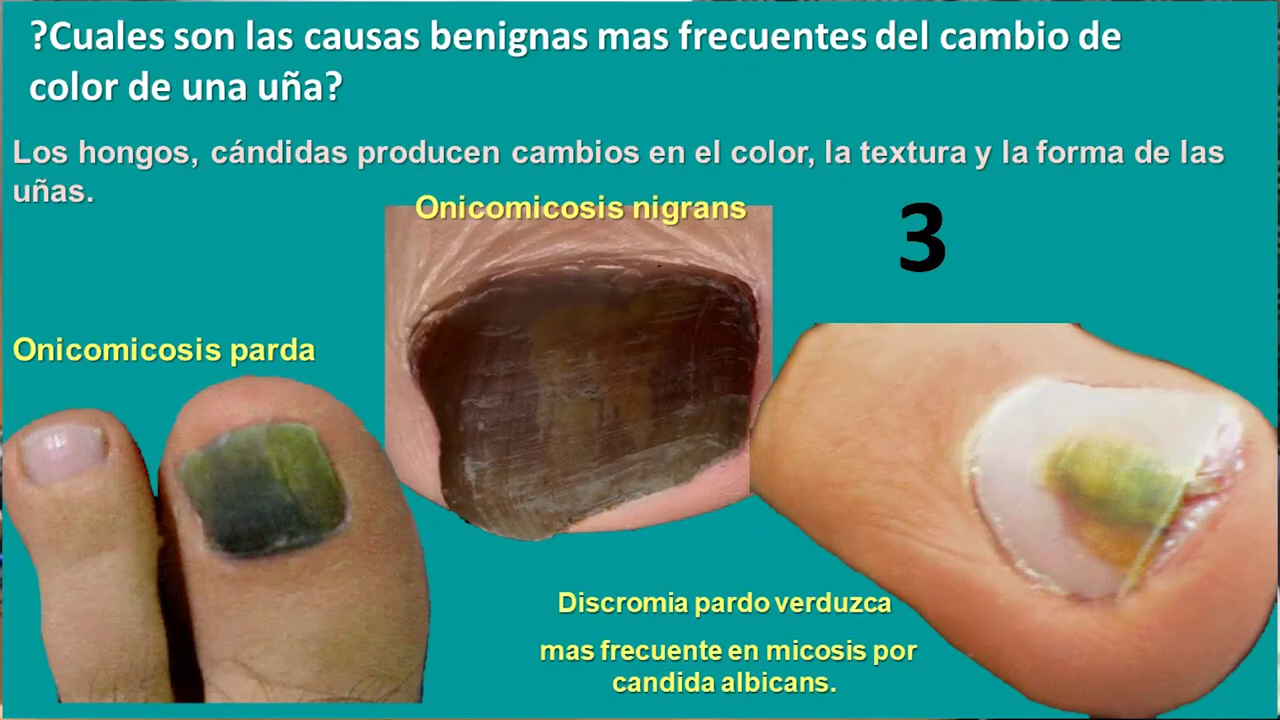 ?Cuales son las causas benignas mas frecuentes del cambio de
color de una uña?
Los hongos, cándidas producen cambios en el color, la textura y la forma de las
uñas.
Onicomicosis nigrans
3
Onicomicosis parda
Discromia pardo verduzca
mas frecuente en micosis por
candida albicans.